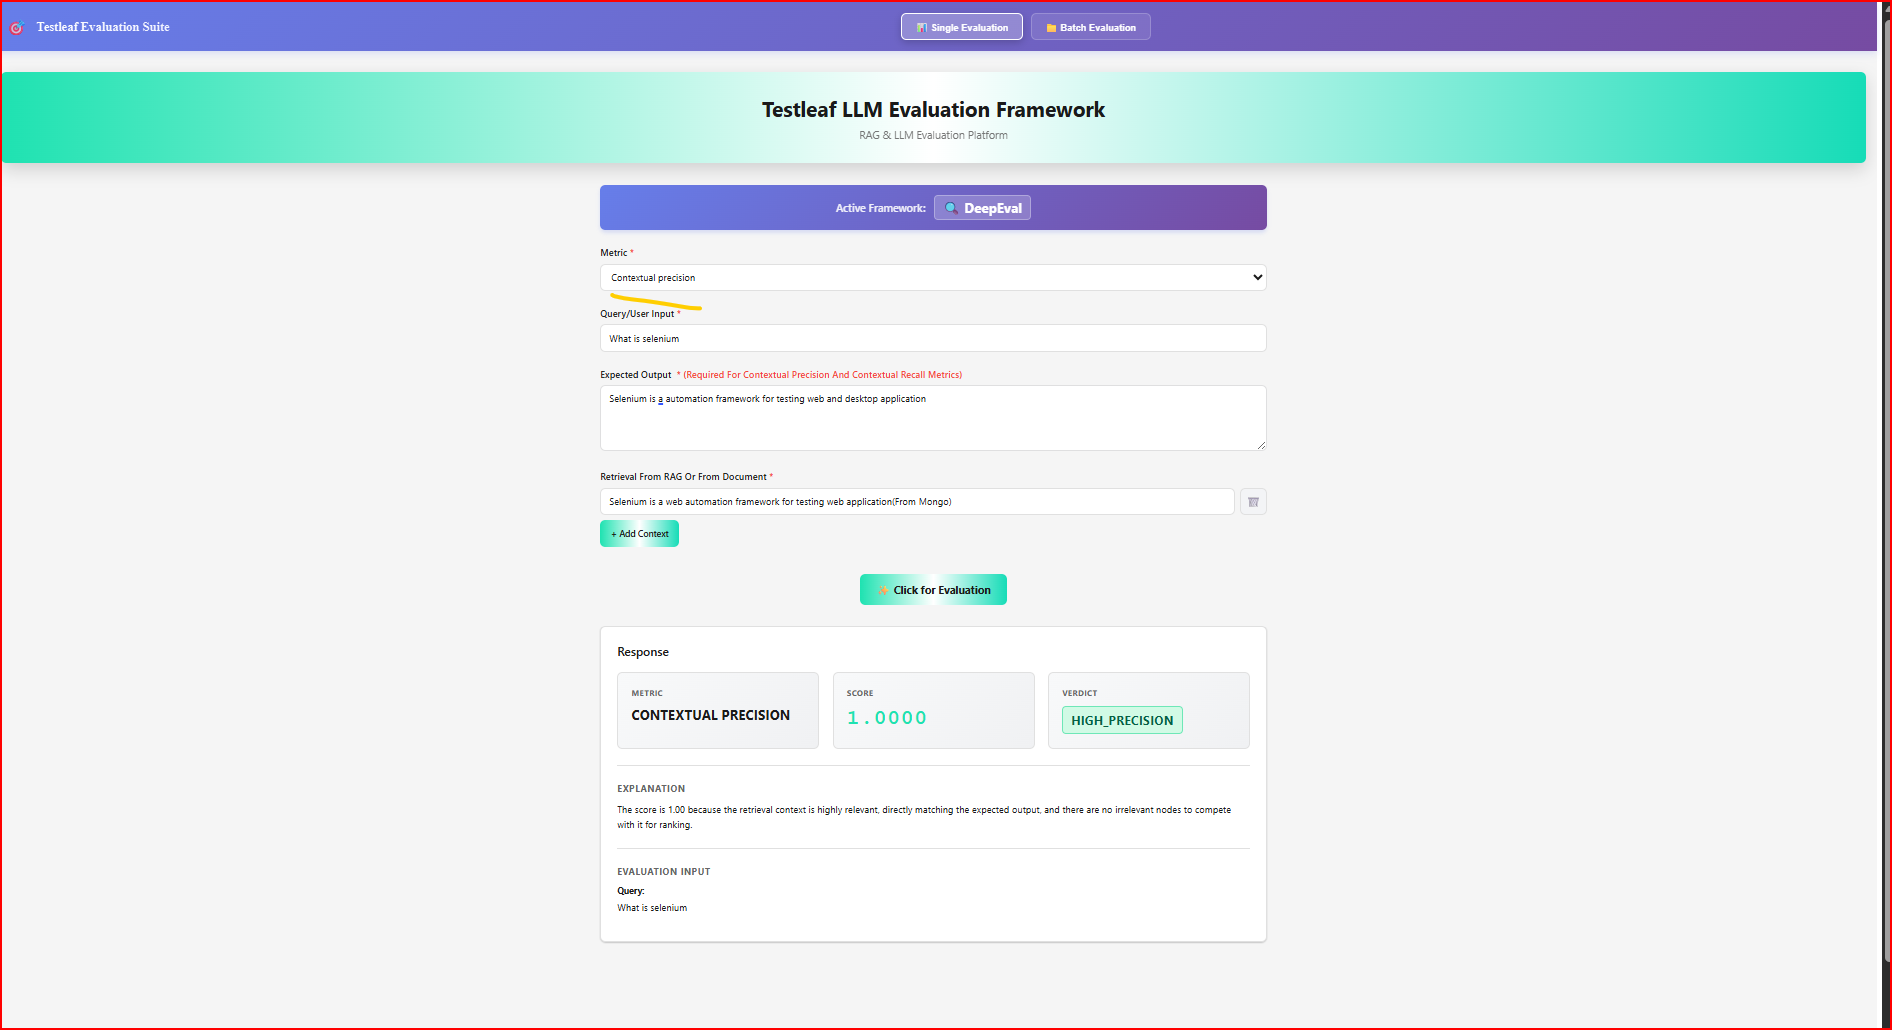 Testleaf Evaluation Suite
Single Evaluation
Batch Evaluation
Testleaf LLM Evaluation Framework
RAG & LLM Evaluation Platform
Active Framework: DeepEval
Metric *
Contextual precision
Query/User Input *
What is selenium
Expected Output * (Required For Contextual Precision And Contextual Recall Metrics)
Selenium is a automation framework for testing web and desktop application
Retrieval From RAG Or From Document *
Selenium is a web automation framework for testing web application(From Mongo)
+ Add Context
Click for Evaluation
Response
METRIC
CONTEXTUAL PRECISION
SCORE
1.0000
VERDICT
HIGH_PRECISION
EXPLANATION
The score is 1.00 because the retrieval context is highly relevant, directly matching the expected output, and there are no irrelevant nodes to compete
with it for ranking.
EVALUATION INPUT
Query:
What is selenium